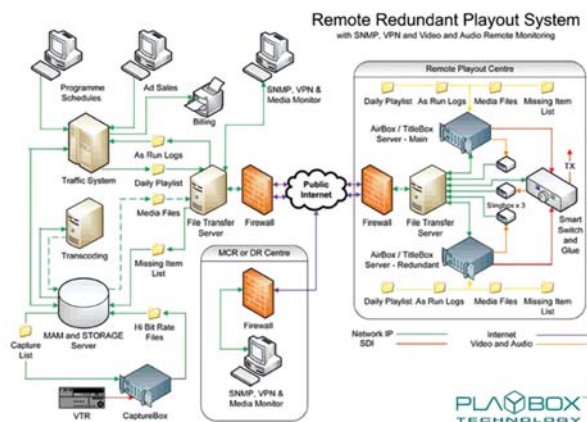 Remote Redundant Playout System
with SNMP, VPN and Video and Audio Remote Monitoring
Programme
Schedules
Ad Sales
SNMP, VPN &
Media Monitor
Billing
As Run Logs
Traffic System
Daily Playlist
Media Files
File Transfer
Server
Firewall
Public
Internet
Transcoding
Missing Item
List
MAM and STORAGE
Server
Hi Bit Rate
Files
Capture
List
VTR
CaptureBox
MCR or DR Centre
Firewall
SNMP, VPN &
Media Monitor
Remote Playout Centre
Daily Playlist
As Run Logs
Media Files
Missing Item
List
AirBox / TitleBox
Server - Main
TX
Firewall
File Transfer
Server
Singbox x 3
Smart
Switch
and Glue
AirBox / TitleBox
Server - Redundant
Daily Playlist
As Run Logs
Media Files
Missing Item
List
Network IP
Internet
SDI
Video and Audio
PLAYBOX
TECHNOLOGY